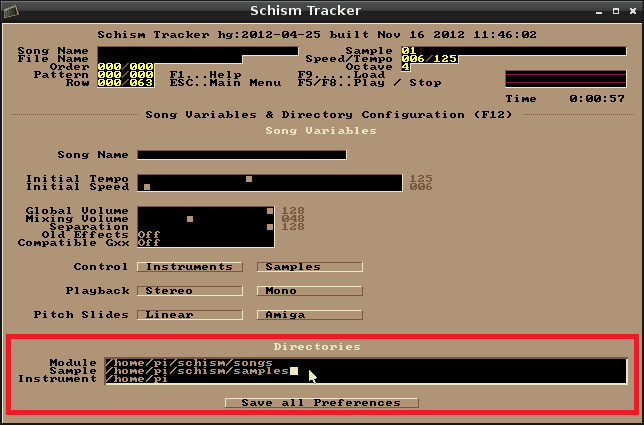 Schism Tracker
Schism Tracker hg:2012-04-25 built Nov 16 2012 11:46:02
Song Name Sample 01
File Name Speed/Tempo 006/125
Order 000/000 Octave 4
Pattern 000/000 F1...Help F9.....Load
Row 000/063 ESC..Main Menu F5/F8..Play / Stop
Time 0:00:57
Song Variables & Directory Configuration (F12)
Song Variables
Song Name
Initial Tempo 125
Initial Speed 006
Global Volume 128
Mixing Volume 048
Separation 128
Old Effects Off
Compatible Gxx Off
Control Instruments Samples
Playback Stereo Mono
Pitch Slides Linear Amiga
Directories
Module /home/pi/schism/songs
Sample /home/pi/schism/samples
Instrument /home/pi
Save all Preferences